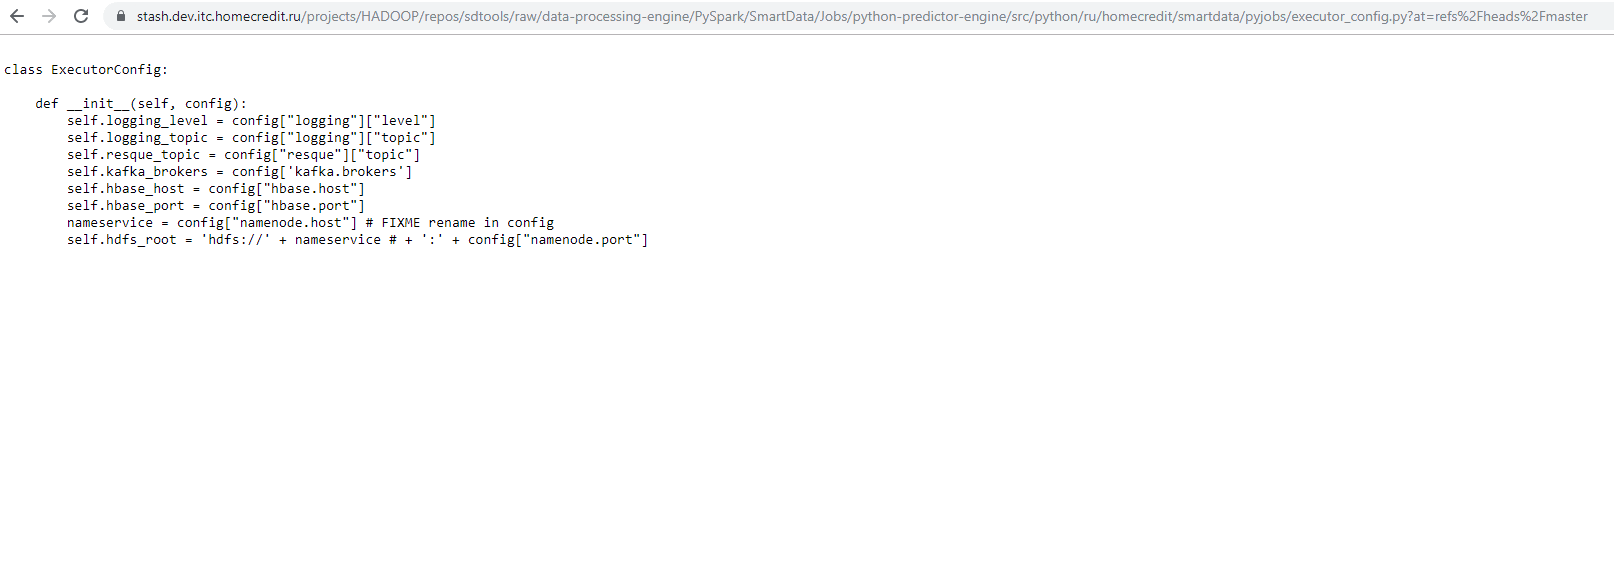 stash.dev.itc.homecredit.ru/projects/HADOOP/repos/sdtools/raw/data-processing-engine/PySpark/SmartData/Jobs/python-predictor-engine/src/python/ru/homecredit/smartdata/pyjobs/executor_config.py?at=refs%2Fheads%2Fmaster
class ExecutorConfig:
    def __init__(self, config):
        self.logging_level = config["logging"]["level"]
        self.logging_topic = config["logging"]["topic"]
        self.resque_topic = config["resque"]["topic"]
        self.kafka_brokers = config['kafka.brokers']
        self.hbase_host = config["hbase.host"]
        self.hbase_port = config["hbase.port"]
        nameservice = config["namenode.host"] # FIXME rename in config
        self.hdfs_root = 'hdfs://' + nameservice # + ':' + config["namenode.port"]